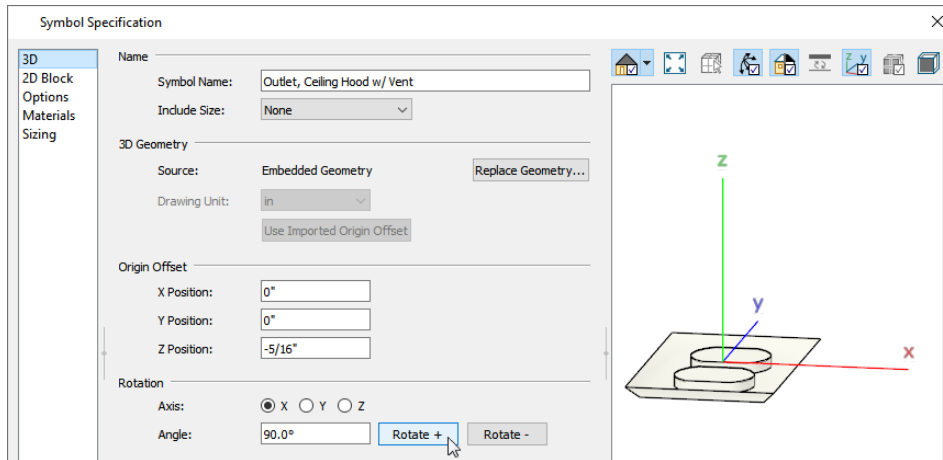 Symbol Specification
3D
2D Block
Options
Materials
Sizing
Name
Symbol Name: Outlet, Ceiling Hood w/ Vent
Include Size: None
3D Geometry
Source: Embedded Geometry Replace Geometry...
Drawing Unit: in
Use Imported Origin Offset
Origin Offset
X Position: 0"
Y Position: 0"
Z Position: -5/16"
Rotation
Axis: X Y Z
Angle: 90.0° Rotate + Rotate -
z y
z
y
x